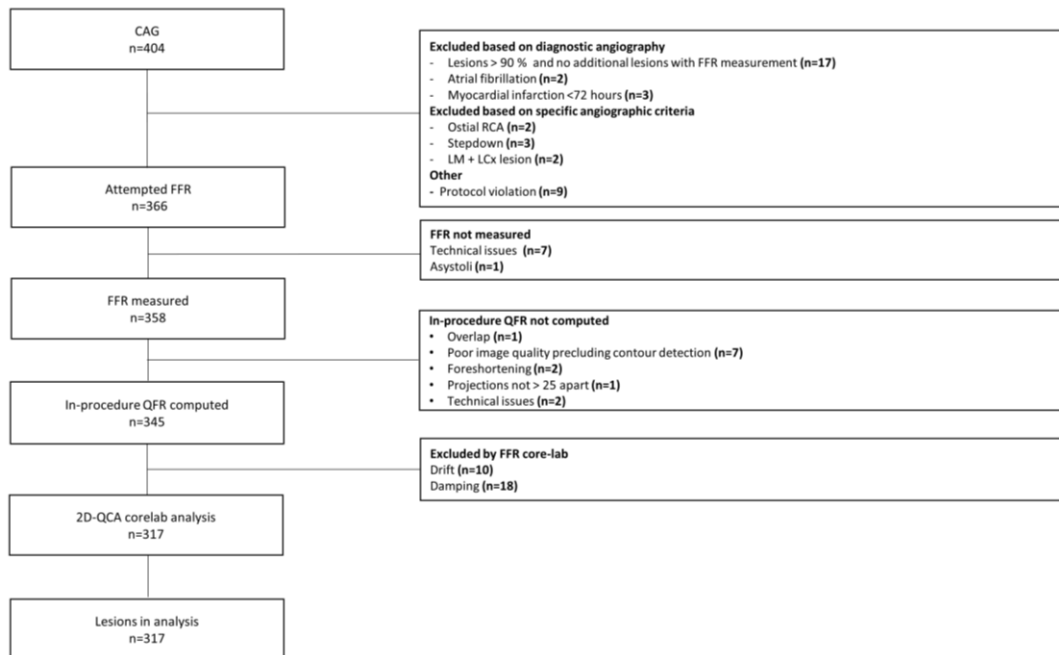 CAG
n=404
Excluded based on diagnostic angiography
- Lesions > 90 % and no additional lesions with FFR measurement (n=17)
- Atrial fibrillation (n=2)
- Myocardial infarction <72 hours (n=3)
Excluded based on specific angiographic criteria
- Ostial RCA (n=2)
- Stepdown (n=3)
- LM + LCx lesion (n=2)
Other
- Protocol violation (n=9)
Attempted FFR
n=366
FFR not measured
Technical issues (n=7)
Asystoli (n=1)
FFR measured
n=358
In-procedure QFR not computed
• Overlap (n=1)
• Poor image quality precluding contour detection (n=7)
• Foreshortening (n=2)
• Projections not > 25 apart (n=1)
• Technical issues (n=2)
In-procedure QFR computed
n=345
Excluded by FFR core-lab
Drift (n=10)
Damping (n=18)
2D-QCA corelab analysis
n=317
Lesions in analysis
n=317